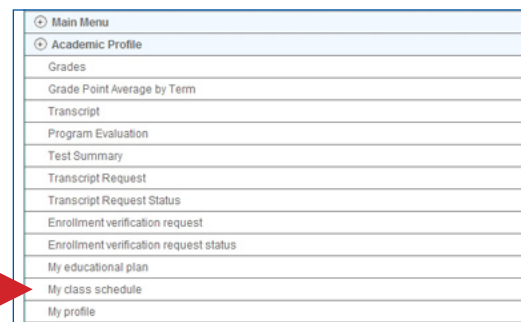 Main Menu
Academic Profile
Grades
Grade Point Average by Term
Transcript
Program Evaluation
Test Summary
Transcript Request
Transcript Request Status
Enrollment verification request
Enrollment verification request status
My educational plan
My class schedule
My profile